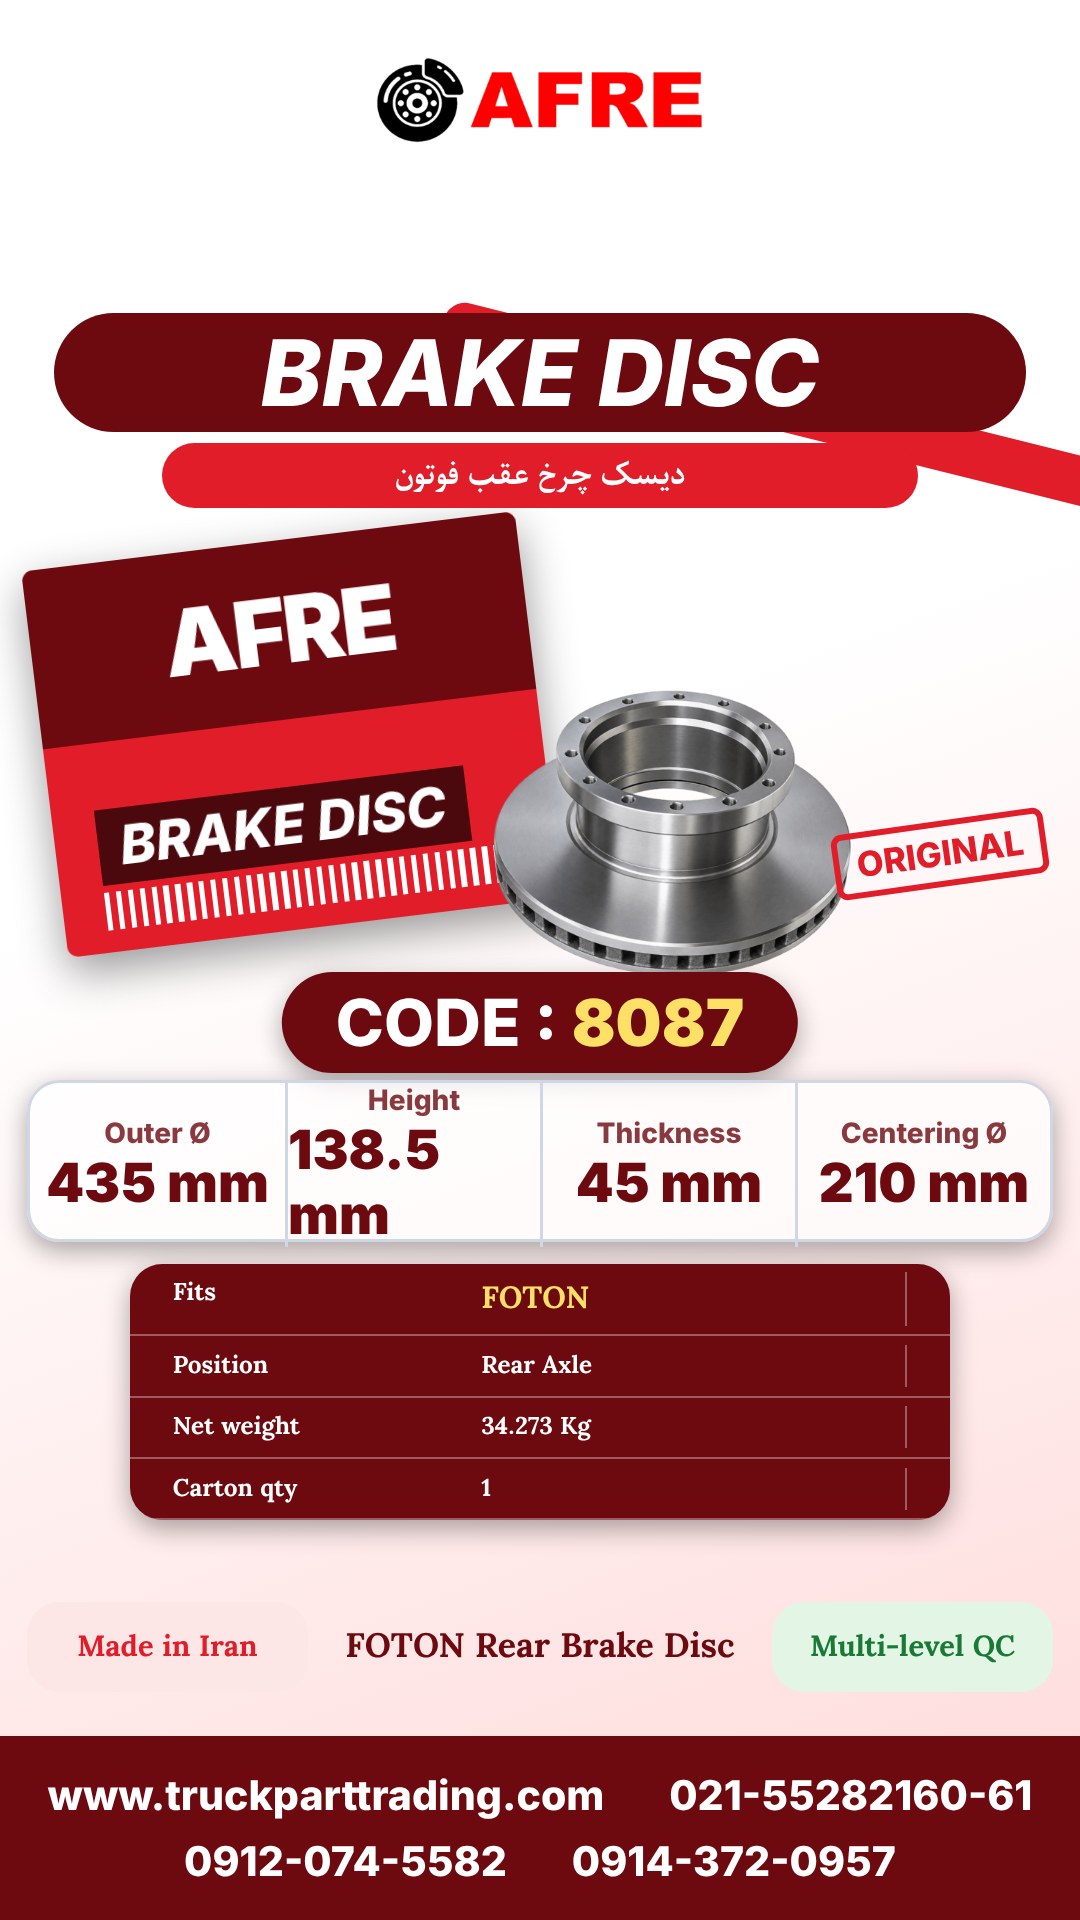 AFRE
BRAKE DISC
دیسک چرخ عقب فوتون
AFRE
BRAKE DISC
ORIGINAL
CODE : 8087
Outer Ø
435 mm
Height
138.5
mm
Thickness
45 mm
Centering Ø
210 mm
Fits FOTON
Position Rear Axle
Net weight 34.273 Kg
Carton qty 1
Made in Iran
FOTON Rear Brake Disc
Multi-level QC
www.truckparttrading.com 021-55282160-61
0912-074-5582 0914-372-0957